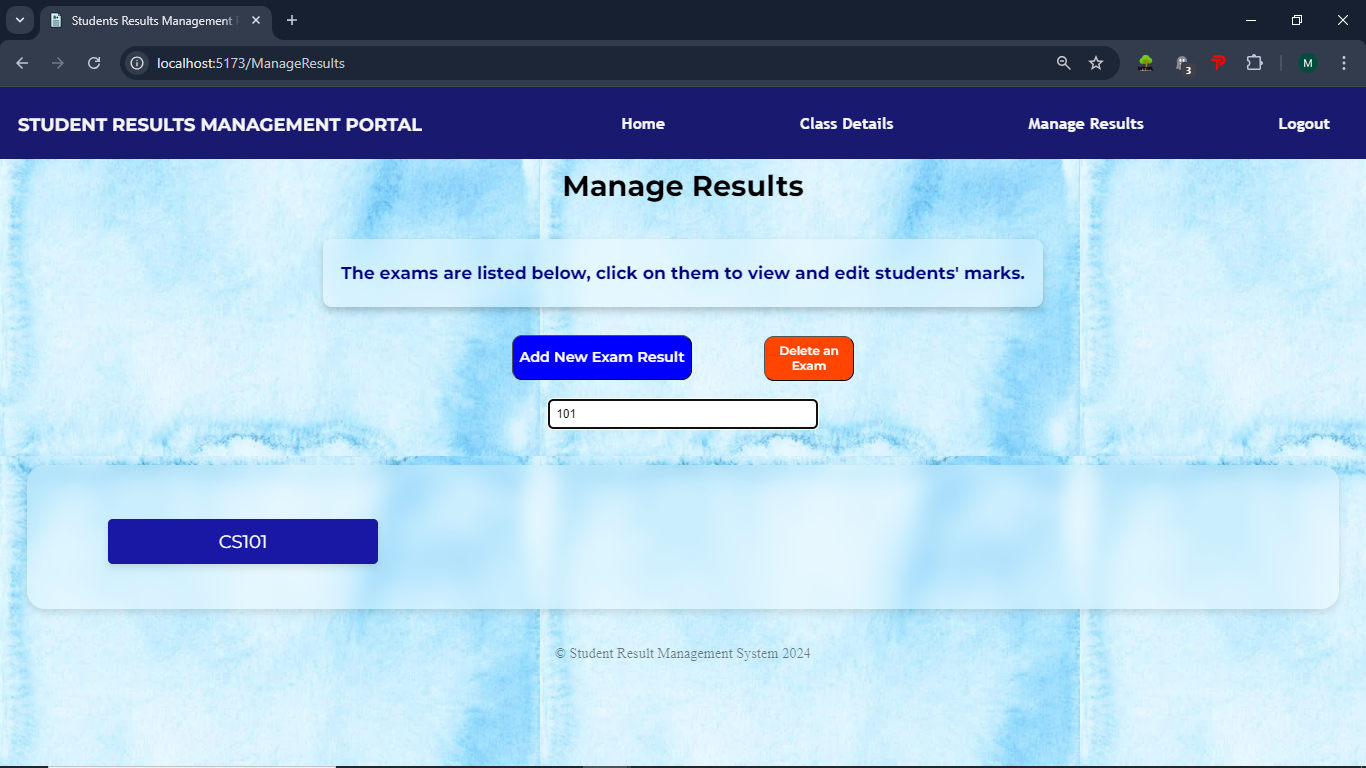 Students Results Management
localhost:5173/ManageResults
3
M
STUDENT RESULTS MANAGEMENT PORTAL
Home
Class Details
Manage Results
Logout
Manage Results
The exams are listed below, click on them to view and edit students' marks.
Add New Exam Result
Delete an
Exam
101
CS101
© Student Result Management System 2024